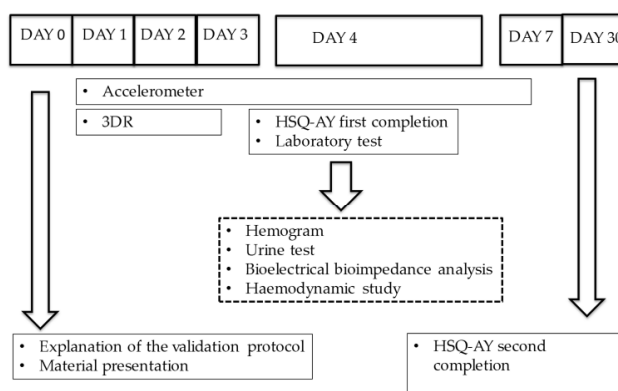 DAY 0 DAY 1 DAY 2 DAY 3 DAY 4 DAY 7 DAY 30
• Accelerometer
• 3DR
• HSQ-AY first completion
• Laboratory test
• Hemogram
• Urine test
• Bioelectrical bioimpedance analysis
• Haemodynamic study
• Explanation of the validation protocol
• Material presentation
• HSQ-AY second
completion